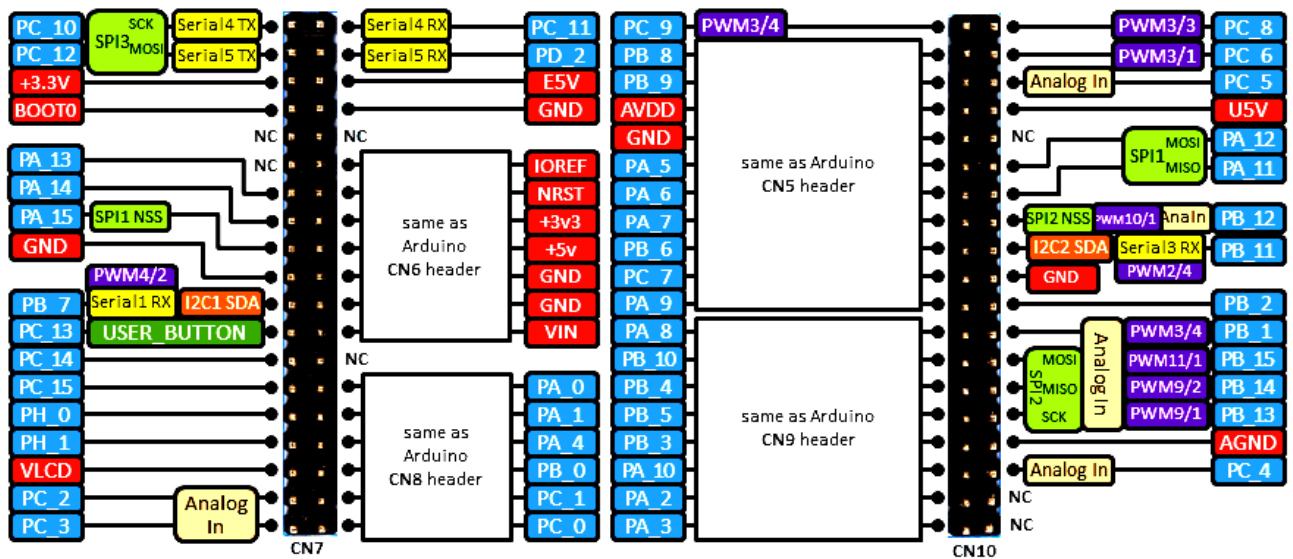 PC_10 SCK Serial4 TX Serial4 RX PC_11 PC_9 PWM3/4 PWM3/3 PC_8
SPI3
PC_12 MOSI Serial5 TX Serial5 RX PD_2 PB_8 PWM3/1 PC_6
+3.3V E5V PB_9 Analog In PC_5
BOOT0 GND AVDD U5V
NC NC GND NC MOSI PA_12
SPI1
PA_13 NC IOREF PA_5 MISO PA_11
PA_14 NRST PA_6
PA_15 SPI1 NSS +3v3 PA_7 SPI2 NSS PWM10/1 AnaIn PB_12
GND +5v PB_6 I2C2 SDA Serial3 RX PB_11
PWM4/2 GND PC_7 GND PWM2/4
PB_7 Serial1 RX I2C1 SDA GND PA_9 PB_2
PC_13 USER_BUTTON VIN PA_8 PWM3/4 PB_1
PC_14 NC PB_10 MOSI PWM11/1 PB_15
PC_15 PA_0 PB_4 SPI2 MISO Analog In PWM9/2 PB_14
PH_0 PA_1 PB_5 SCK PWM9/1 PB_13
PH_1 PA_4 PB_3 AGND
VLCD PB_0 PA_10 Analog In PC_4
PC_2 PC_1 PA_2 NC
PC_3 PC_0 PA_3 NC
Analog
In
same as
Arduino
CN6 header
same as
Arduino
CN8 header
same as Arduino
CN5 header
same as Arduino
CN9 header
CN7
CN10